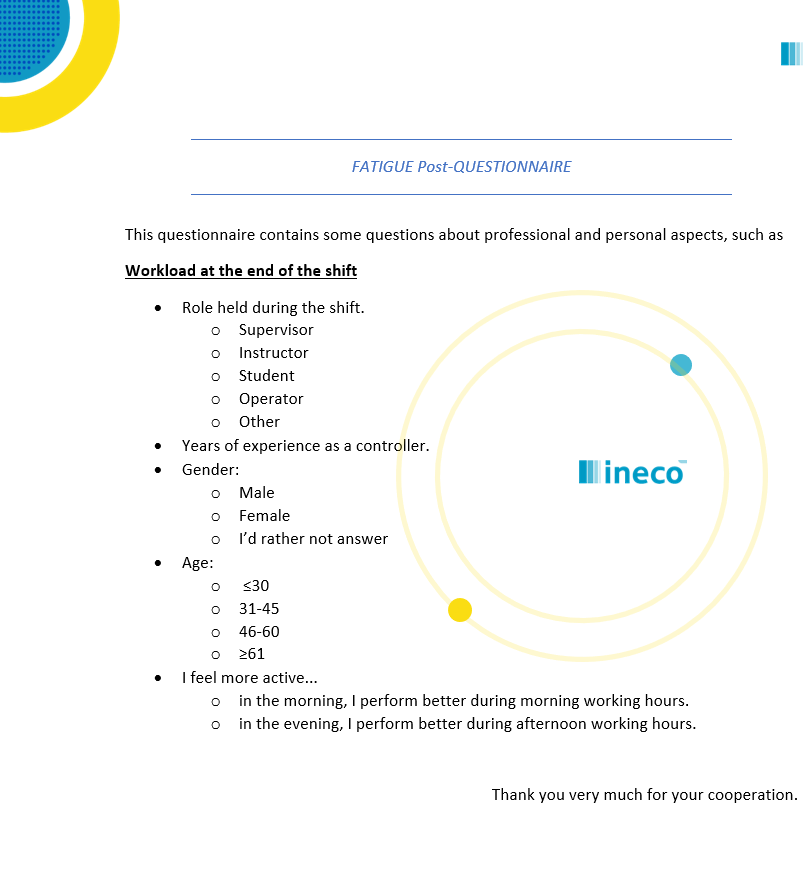 FATIGUE Post-QUESTIONNAIRE
This questionnaire contains some questions about professional and personal aspects, such as
Workload at the end of the shift
• Role held during the shift.
o Supervisor
o Instructor
o Student
o Operator
o Other
• Years of experience as a controller.
• Gender:
o Male
o Female
o I’d rather not answer
• Age:
o ≤30
o 31-45
o 46-60
o ≥61
• I feel more active...
o in the morning, I perform better during morning working hours.
o in the evening, I perform better during afternoon working hours.
ineco
Thank you very much for your cooperation.